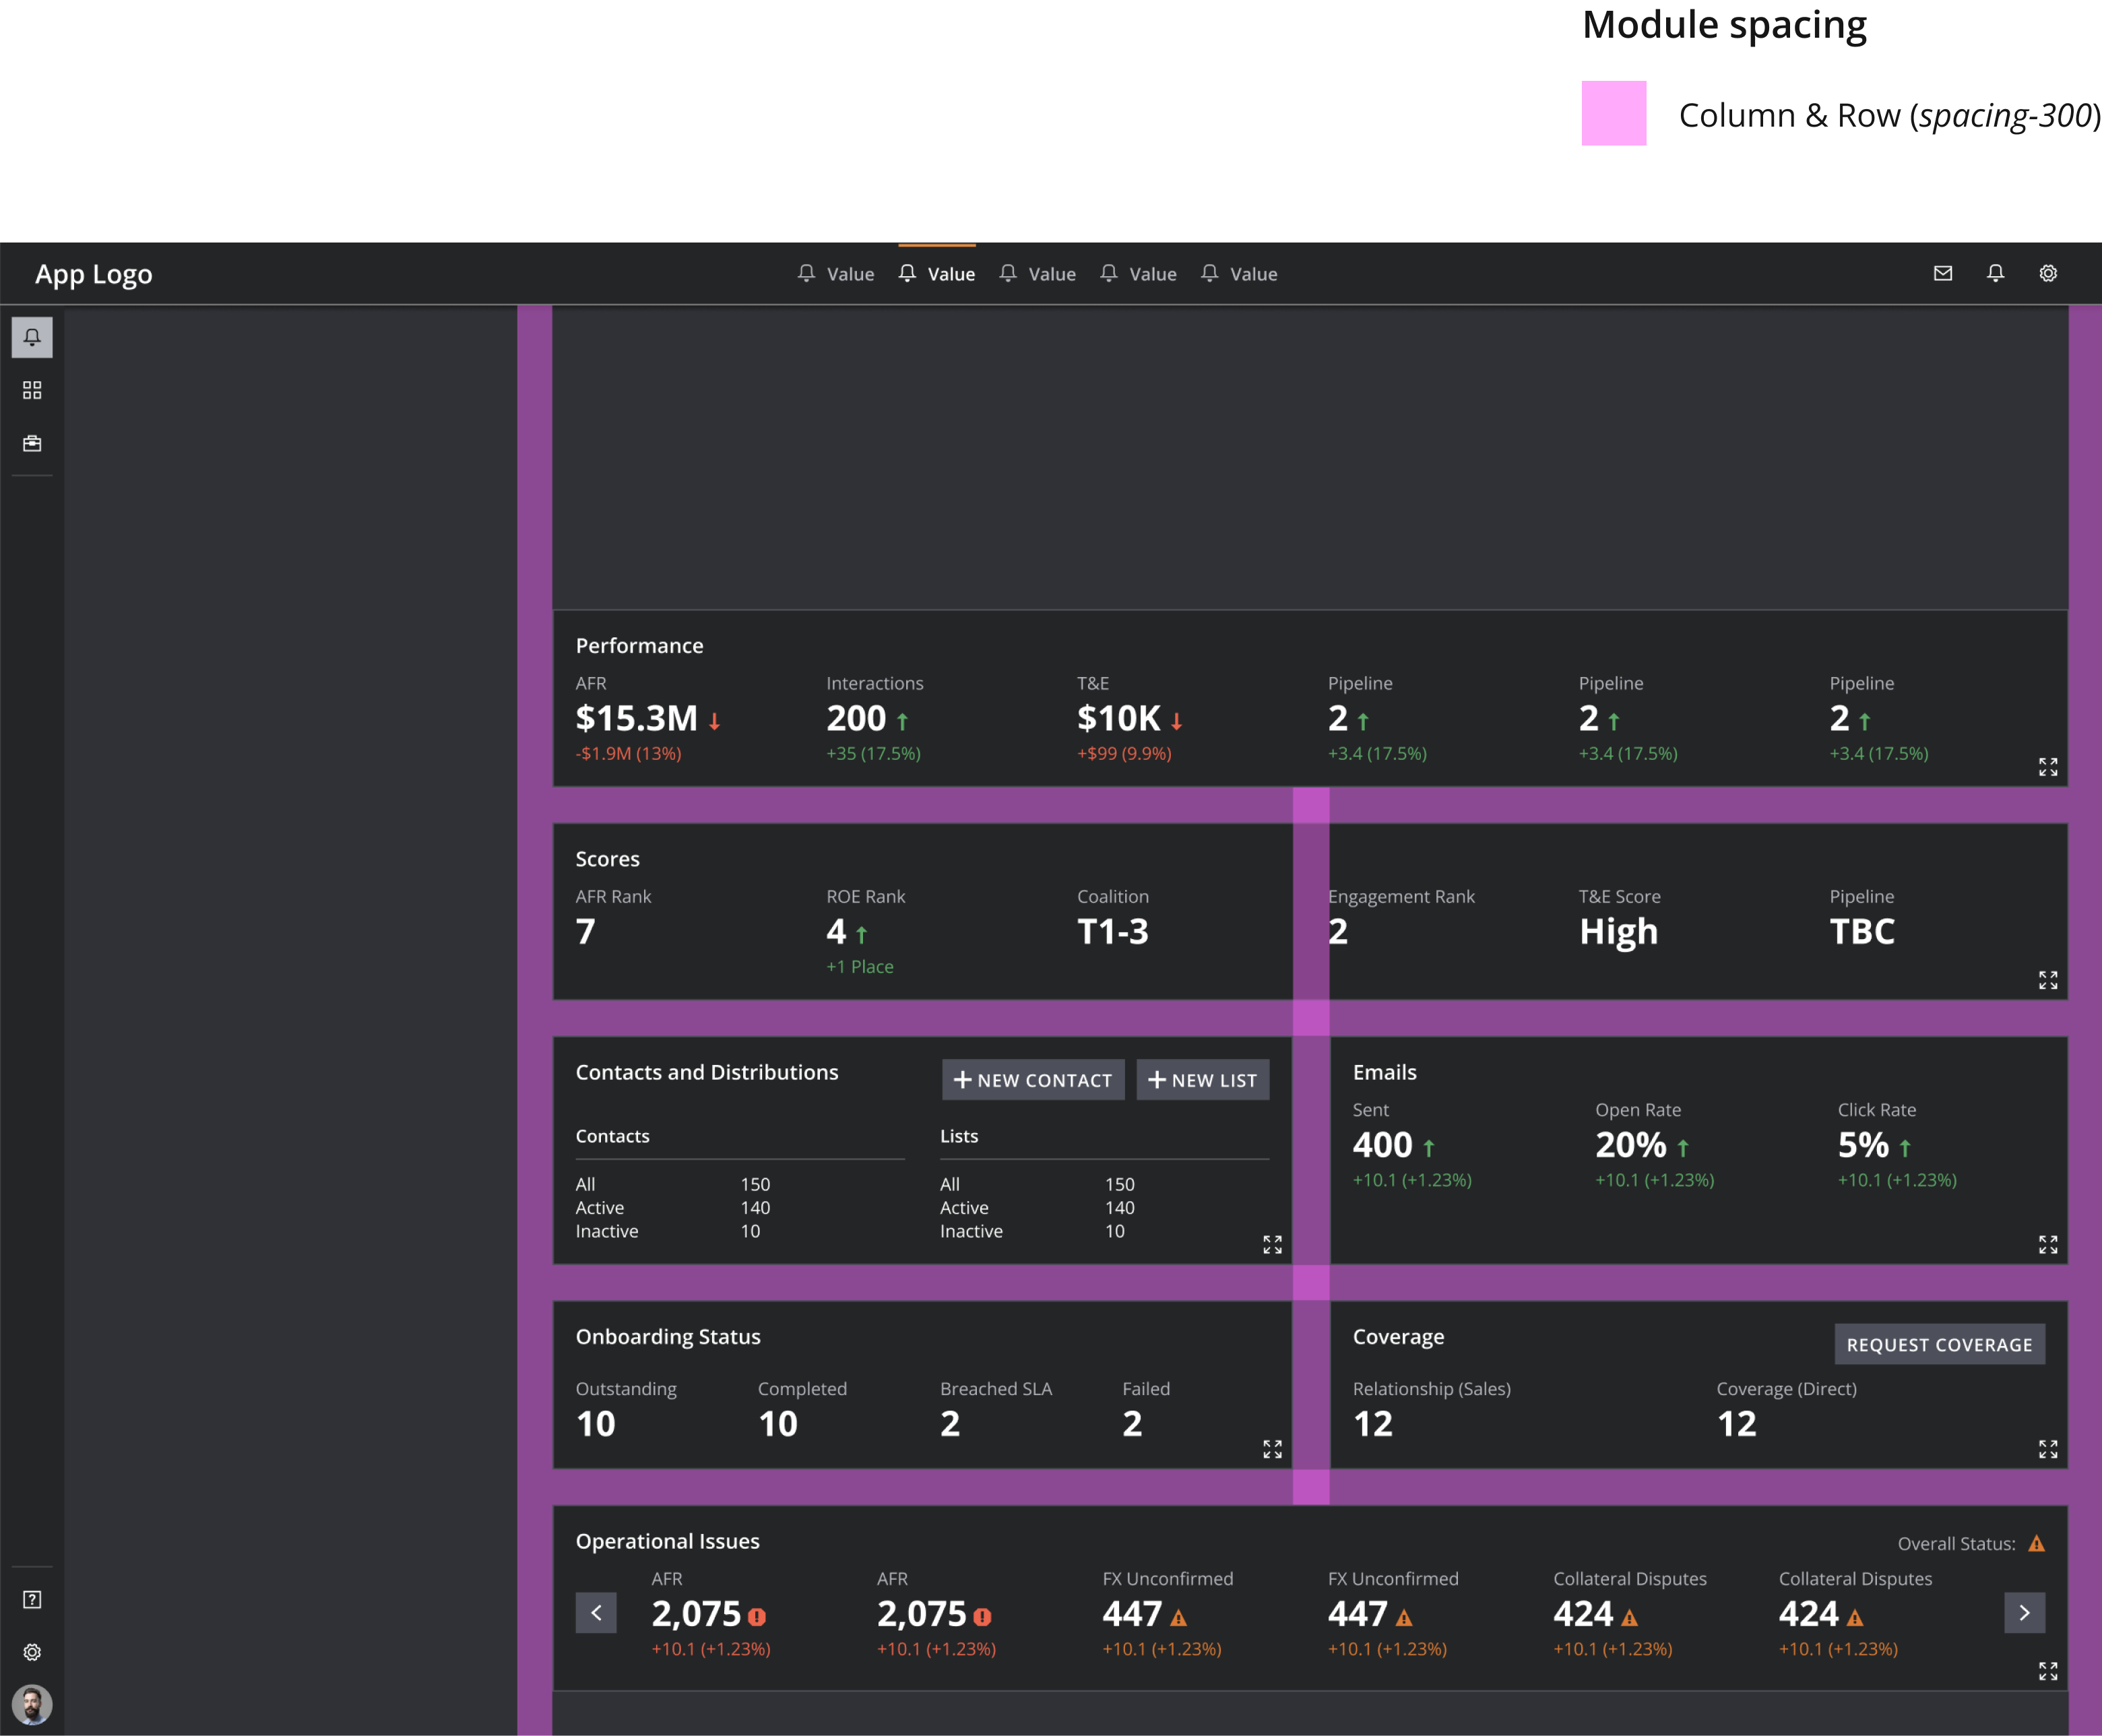 Module spacing
Column & Row (spacing-300)
App Logo
Value Value Value Value Value
Performance
AFR Interactions T&E Pipeline Pipeline Pipeline
$15.3M 200 $10K 2 2 2
-$1.9M (13%) +35 (17.5%) +$99 (9.9%) +3.4 (17.5%) +3.4 (17.5%) +3.4 (17.5%)
Scores
AFR Rank ROE Rank Coalition Engagement Rank T&E Score Pipeline
7 4 T1-3 2 High TBC
+1 Place
Contacts and Distributions
NEW CONTACT NEW LIST
Contacts Lists
All 150 All 150
Active 140 Active 140
Inactive 10 Inactive 10
Emails
Sent Open Rate Click Rate
400 20% 5%
+10.1 (+1.23%) +10.1 (+1.23%) +10.1 (+1.23%)
Onboarding Status
Outstanding Completed Breached SLA Failed
10 10 2 2
Coverage
REQUEST COVERAGE
Relationship (Sales) Coverage (Direct)
12 12
Operational Issues
Overall Status:
AFR AFR FX Unconfirmed FX Unconfirmed Collateral Disputes Collateral Disputes
2,075 2,075 447 447 424 424
+10.1 (+1.23%) +10.1 (+1.23%) +10.1 (+1.23%) +10.1 (+1.23%) +10.1 (+1.23%) +10.1 (+1.23%)